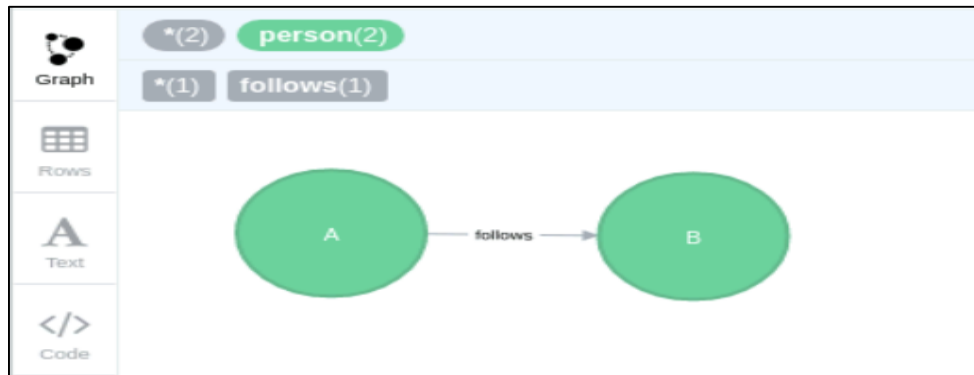 *(2) person(2)
Graph
*(1) follows(1)
Rows
A follows B
Text
Code